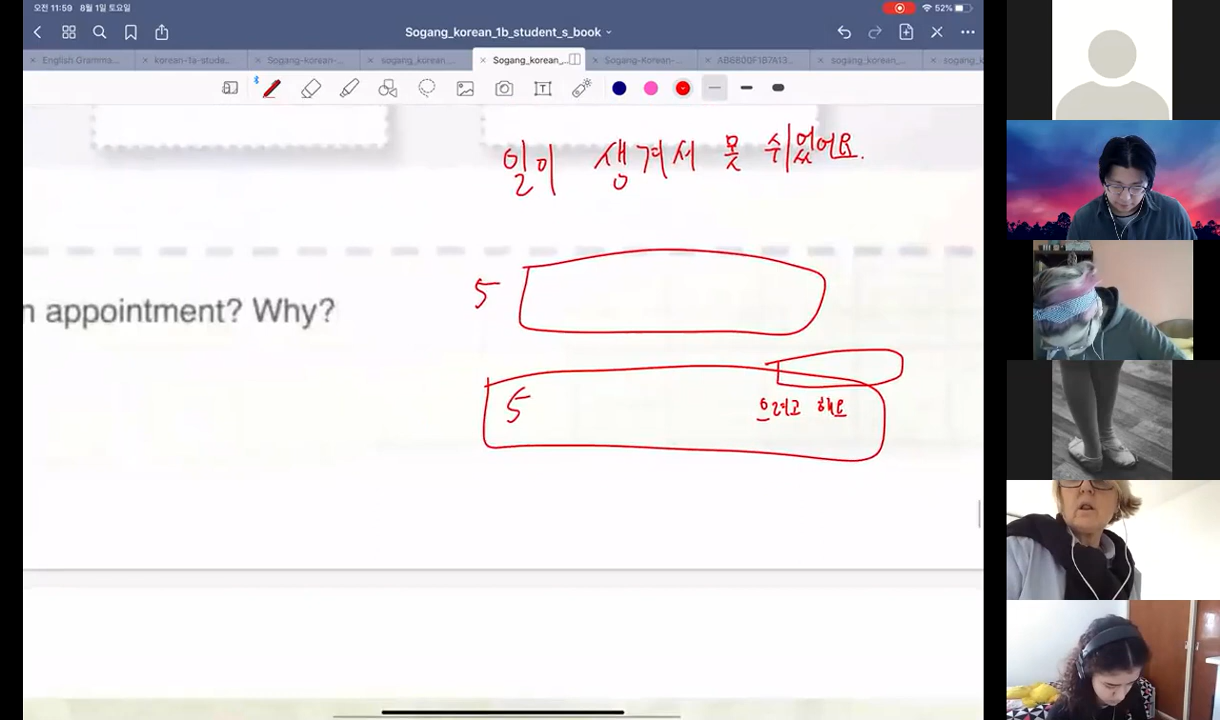 오전 11:59 8월 1일 토요일
52%
Sogang_korean_1b_student_s_book
English Gramma...
korean-1a-stude...
Sogang-korean-...
sogang_korean....
Sogang_korean_...
Sogang-Korean-...
AB6800F1B7A13...
sogang_korean_...
sogang_k
일이 생겨서 못 쉬었어요.
5
n appointment? Why?
5
으려고 해요